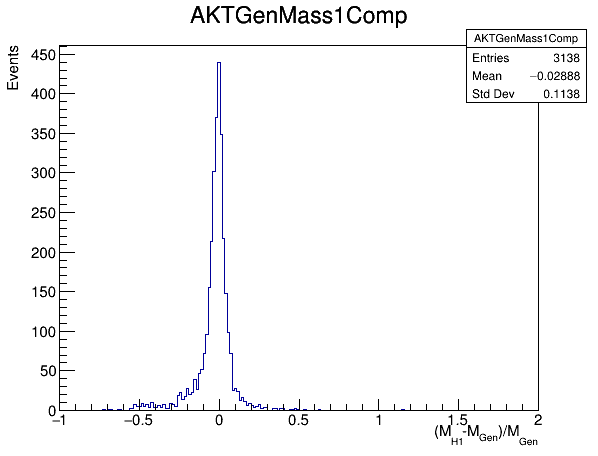 AKTGenMass1Comp
AKTGenMass1Comp
Entries 3138
Mean −0.02888
Std Dev 0.1138
Events
450
400
350
300
250
200
150
100
50
0
−1 −0.5 0 0.5 1 1.5 2
(M_H1-M_Gen)/M_Gen